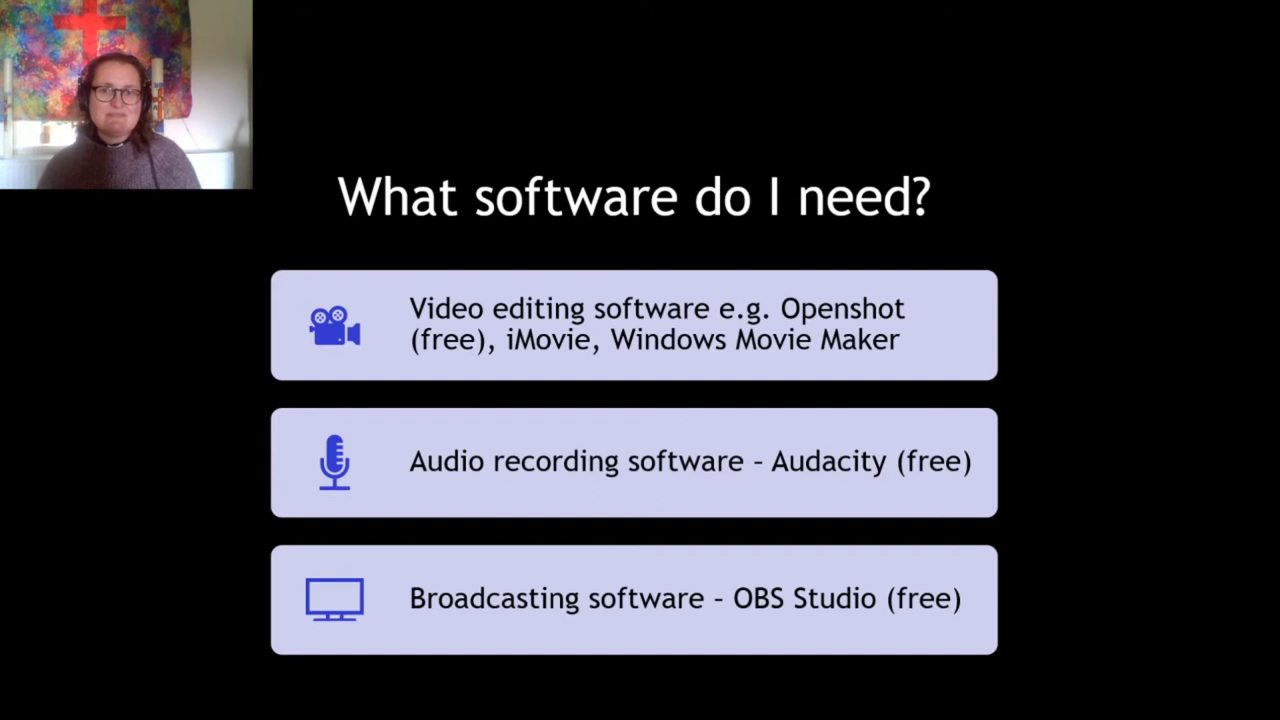 What software do I need?
Video editing software e.g. Openshot
(free), iMovie, Windows Movie Maker
Audio recording software – Audacity (free)
Broadcasting software – OBS Studio (free)